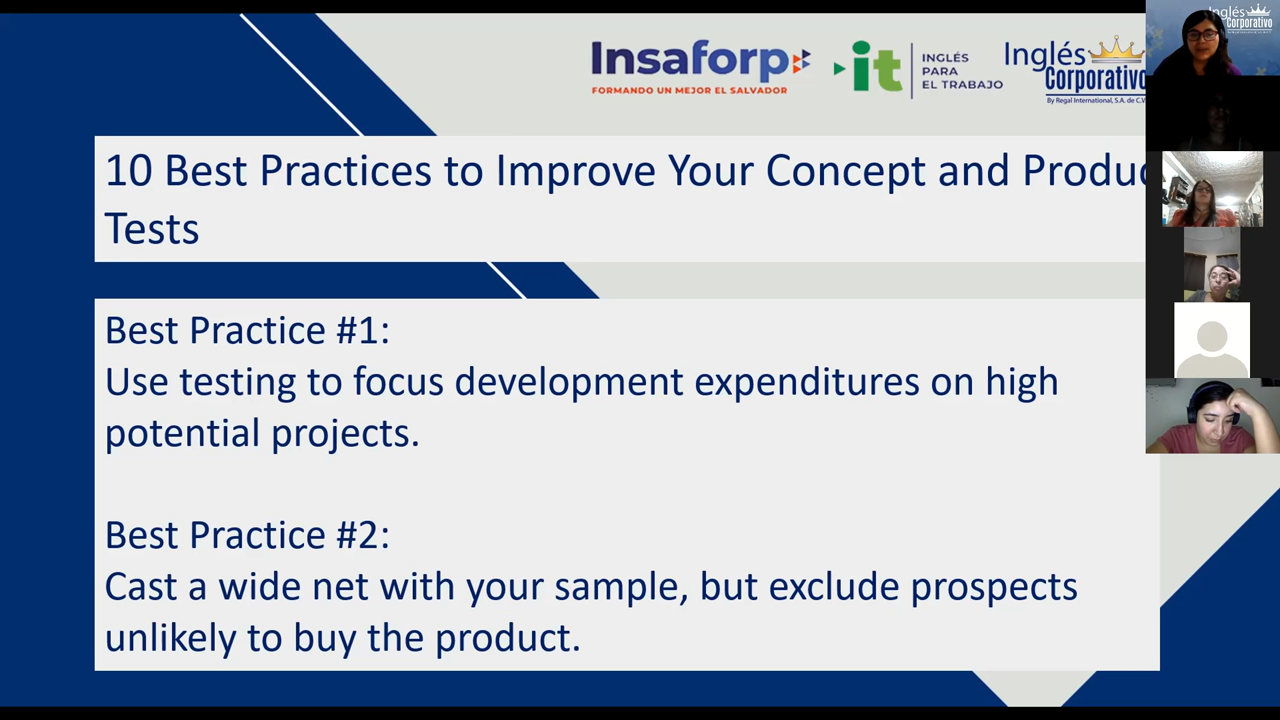 Insaforp
FORMANDO UN MEJOR EL SALVADOR
it
INGLÉS
PARA
EL TRABAJO
Inglés
Corporativo
By Regal International, S.A. de C.V
Inglés
Corporativo
10 Best Practices to Improve Your Concept and Produc
Tests
Best Practice #1:
Use testing to focus development expenditures on high
potential projects.
Best Practice #2:
Cast a wide net with your sample, but exclude prospects
unlikely to buy the product.